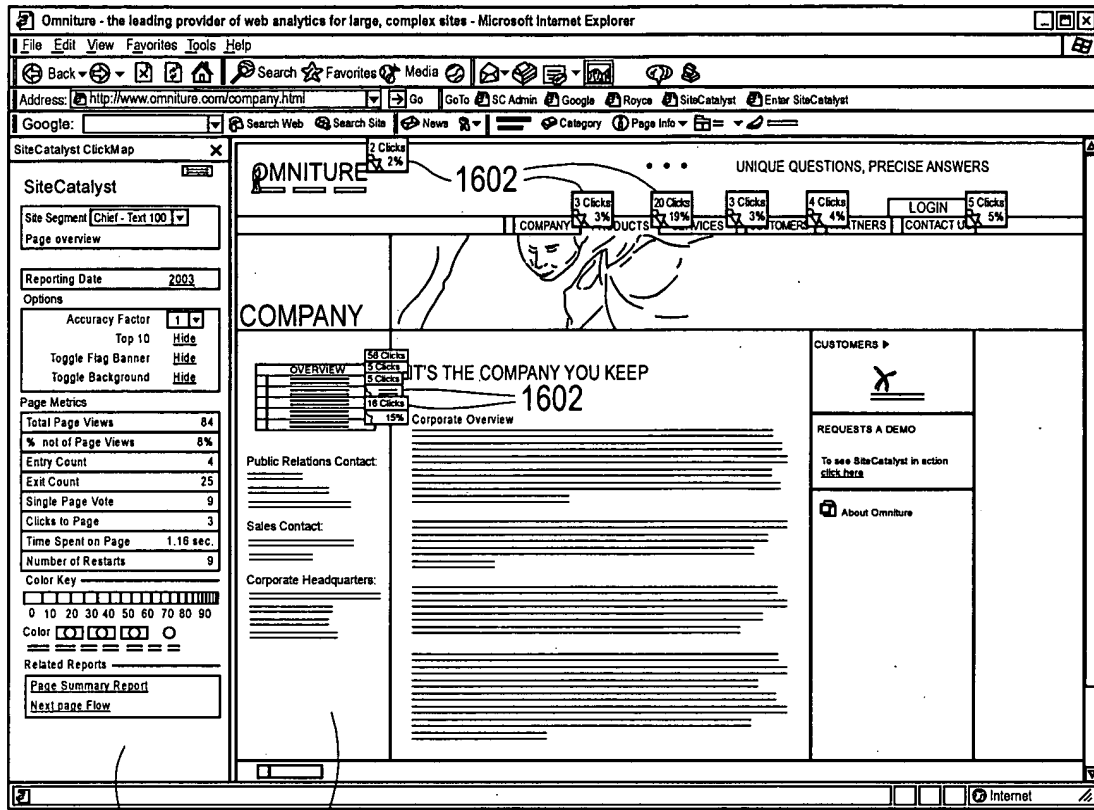 Omniture - the leading provider of web analytics for large, complex sites - Microsoft Internet Explorer
File Edit View Favorites Tools Help
Back Search Favorites Media
Address: http://www.omniture.com/company.html Go GoTo SC Admin Google Royce SiteCatalyst Enter SiteCatalyst
Google: Search Web Search Site News Category Page Info
SiteCatalyst ClickMap X
SiteCatalyst
Site Segment Chief - Text 100
Page overview
Reporting Date 2003
Options
Accuracy Factor 1
Top 10 Hide
Toggle Flag Banner Hide
Toggle Background Hide
Page Metrics
Total Page Views 84
% not of Page Views 8%
Entry Count 4
Exit Count 25
Single Page Vote 9
Clicks to Page 3
Time Spent on Page 1.16 sec.
Number of Restarts 9
Color Key
0 10 20 30 40 50 60 70 80 90
Color
Related Reports
Page Summary Report
Next page Flow
OMNITURE
2 Clicks
2%
1602
UNIQUE QUESTIONS, PRECISE ANSWERS
3 Clicks
3%
20 Clicks
19%
3 Clicks
3%
4 Clicks
4%
LOGIN
5 Clicks
5%
COMPANY
CONTACT U
COMPANY
OVERVIEW
58 Clicks
5 Clicks
5 Clicks
16 Clicks
15%
IT'S THE COMPANY YOU KEEP
1602
Corporate Overview
Public Relations Contact:
Sales Contact:
Corporate Headquarters:
CUSTOMERS
REQUESTS A DEMO
To see SiteCatalyst in action
click here
About Omniture
Internet